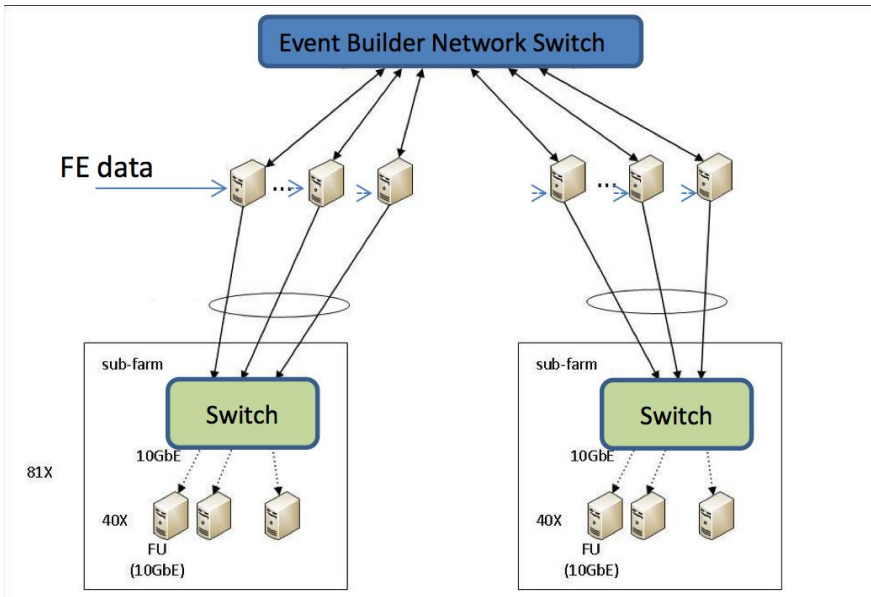 Event Builder Network Switch
FE data
...
...
sub-farm
Switch
10GbE
81X
40X
FU
(10GbE)
sub-farm
Switch
10GbE
40X
FU
(10GbE)